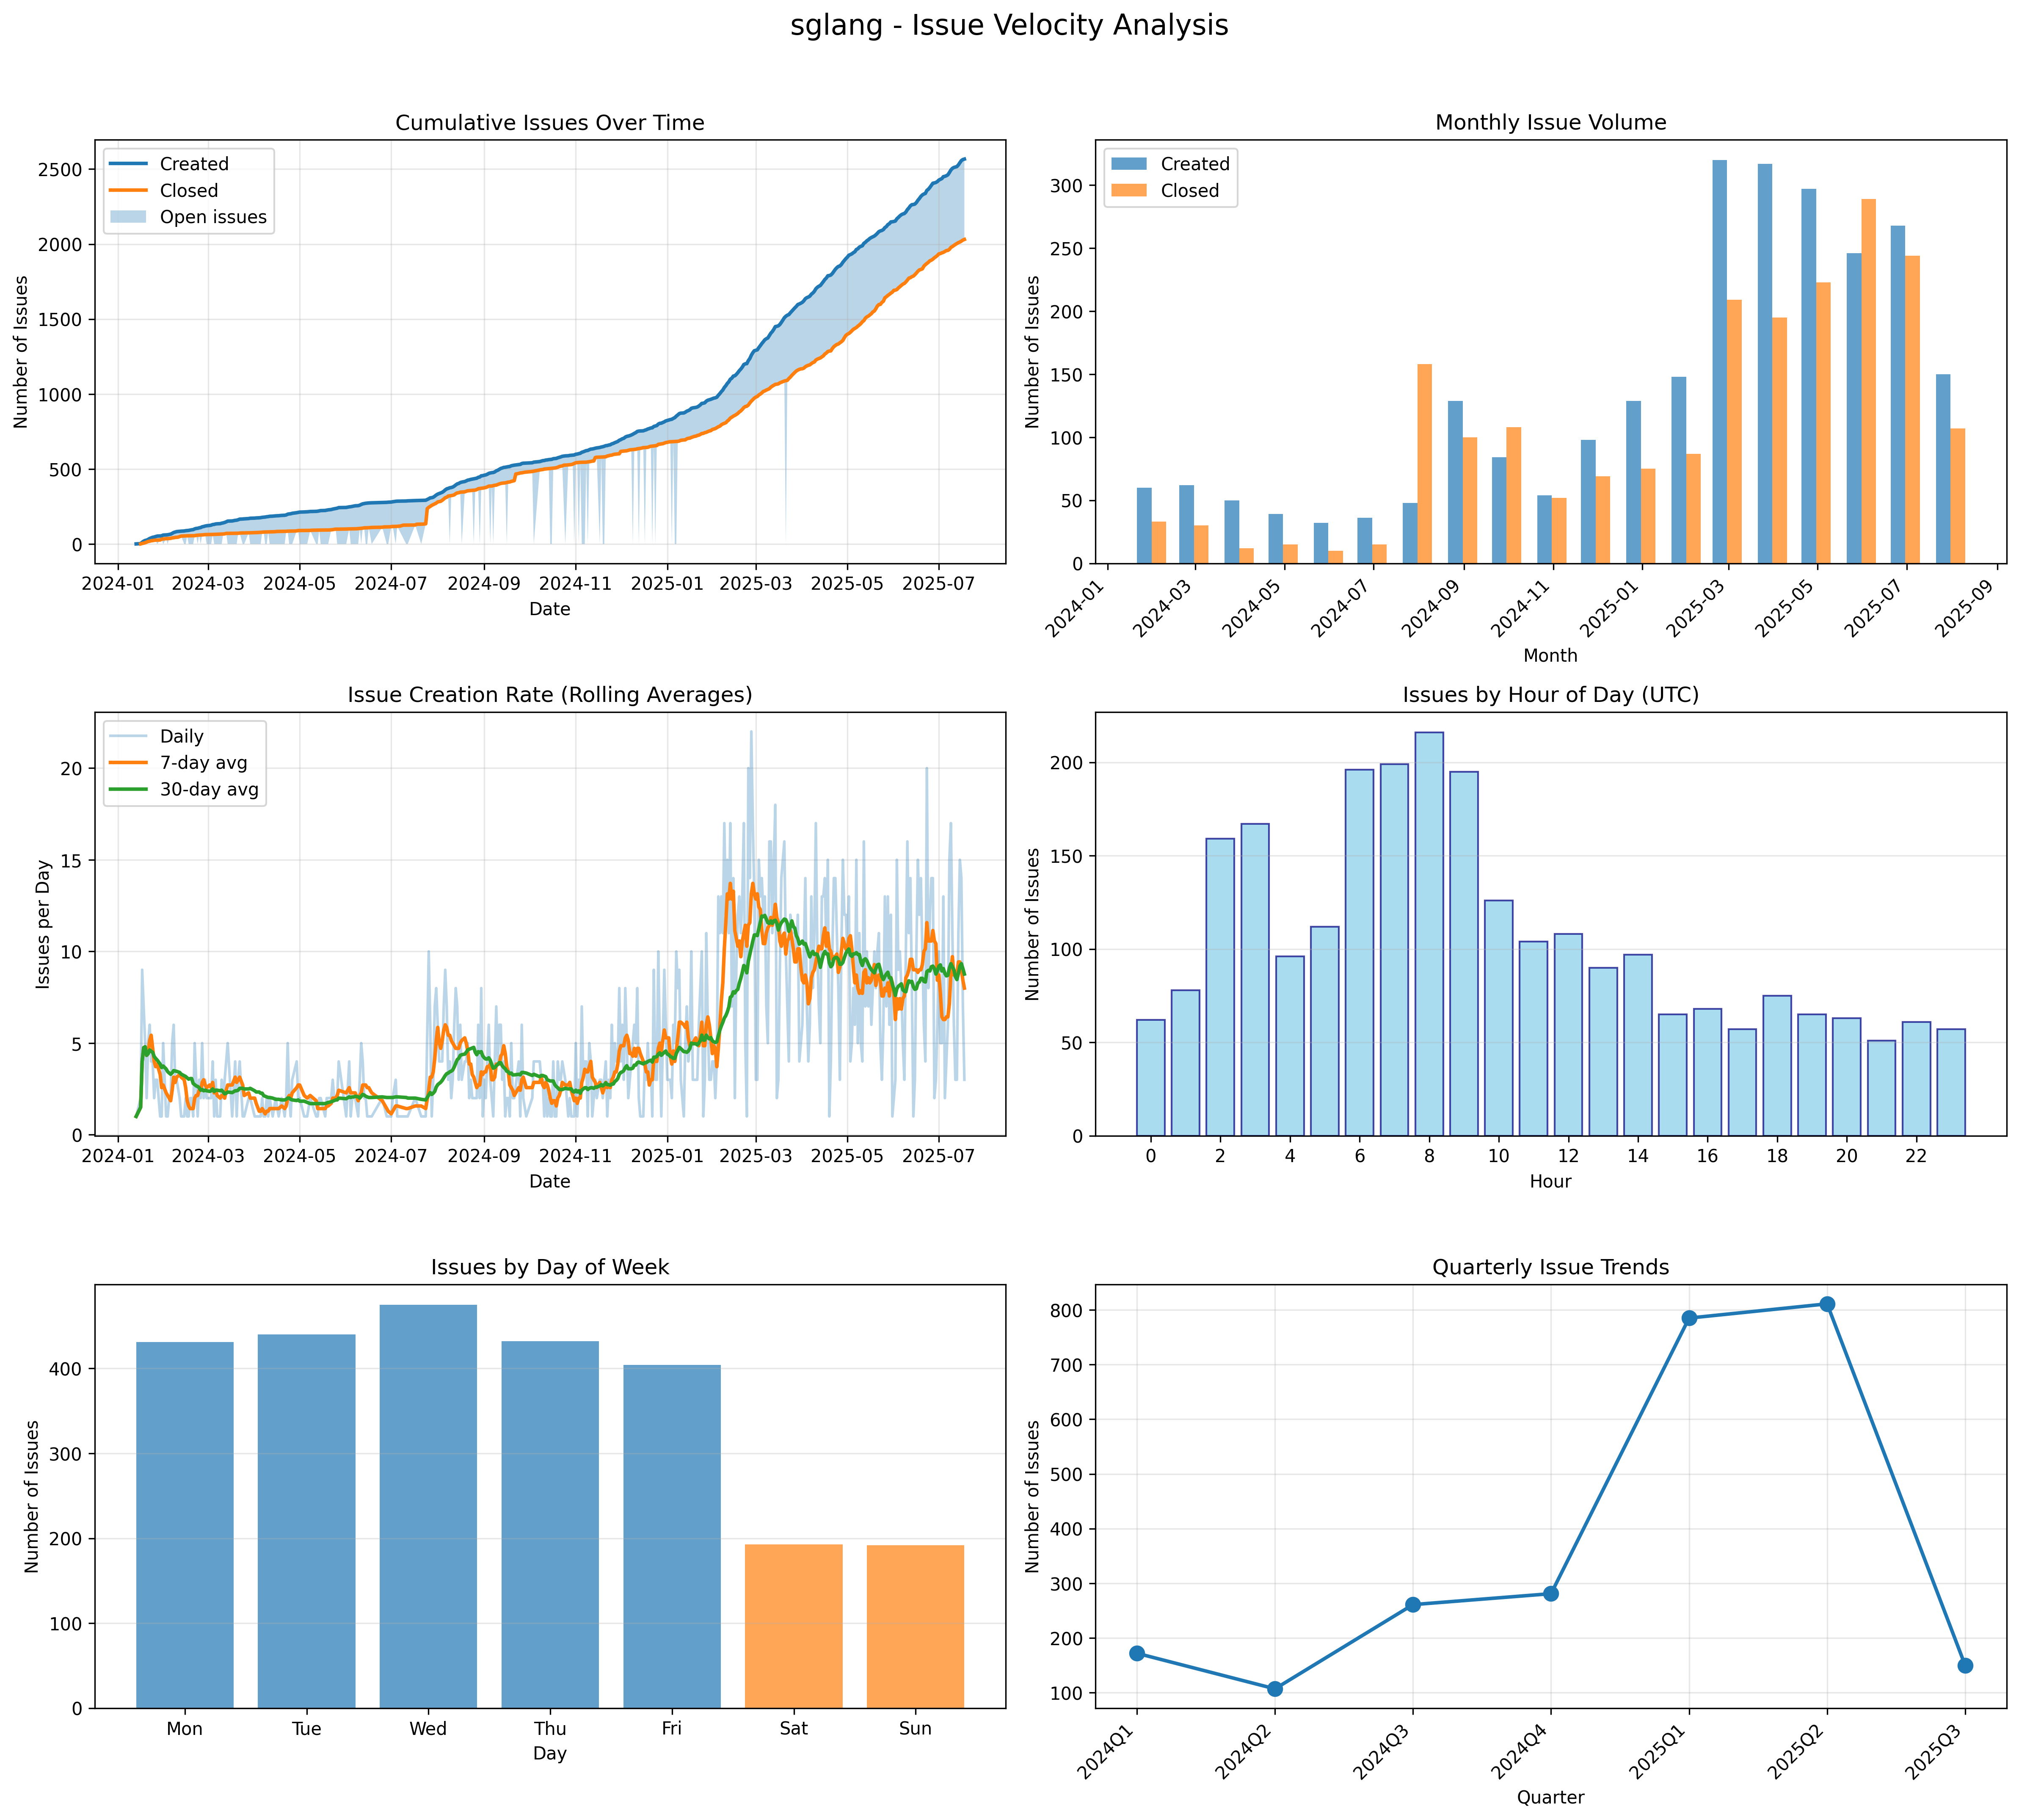 sglang - Issue Velocity Analysis
Cumulative Issues Over Time
Created
Closed
Open issues
Number of Issues
2500
2000
1500
1000
500
0
2024-01 2024-03 2024-05 2024-07 2024-09 2024-11 2025-01 2025-03 2025-05 2025-07
Date
Monthly Issue Volume
Created
Closed
Number of Issues
300
250
200
150
100
50
0
2024-01 2024-03 2024-05 2024-07 2024-09 2024-11 2025-01 2025-03 2025-05 2025-07 2025-09
Month
Issue Creation Rate (Rolling Averages)
Daily
7-day avg
30-day avg
Issues per Day
20
15
10
5
0
2024-01 2024-03 2024-05 2024-07 2024-09 2024-11 2025-01 2025-03 2025-05 2025-07
Date
Issues by Hour of Day (UTC)
Number of Issues
200
150
100
50
0
0 2 4 6 8 10 12 14 16 18 20 22
Hour
Issues by Day of Week
Number of Issues
400
300
200
100
0
Mon Tue Wed Thu Fri Sat Sun
Day
Quarterly Issue Trends
Number of Issues
800
700
600
500
400
300
200
100
2024Q1 2024Q2 2024Q3 2024Q4 2025Q1 2025Q2 2025Q3
Quarter